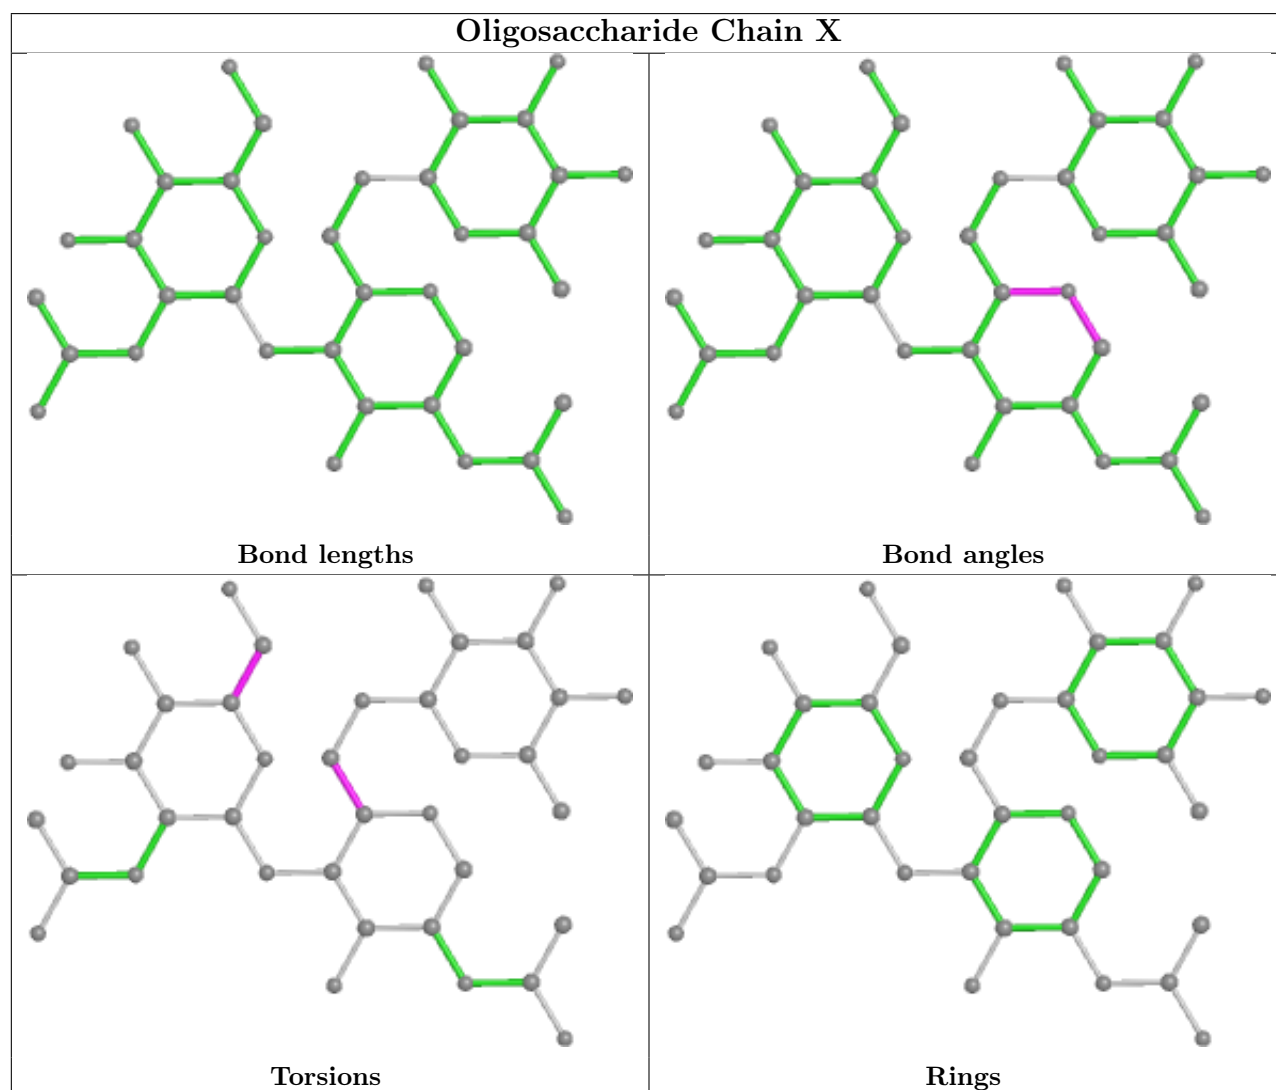 Oligosaccharide Chain X
Bond lengths
Bond angles
Torsions
Rings